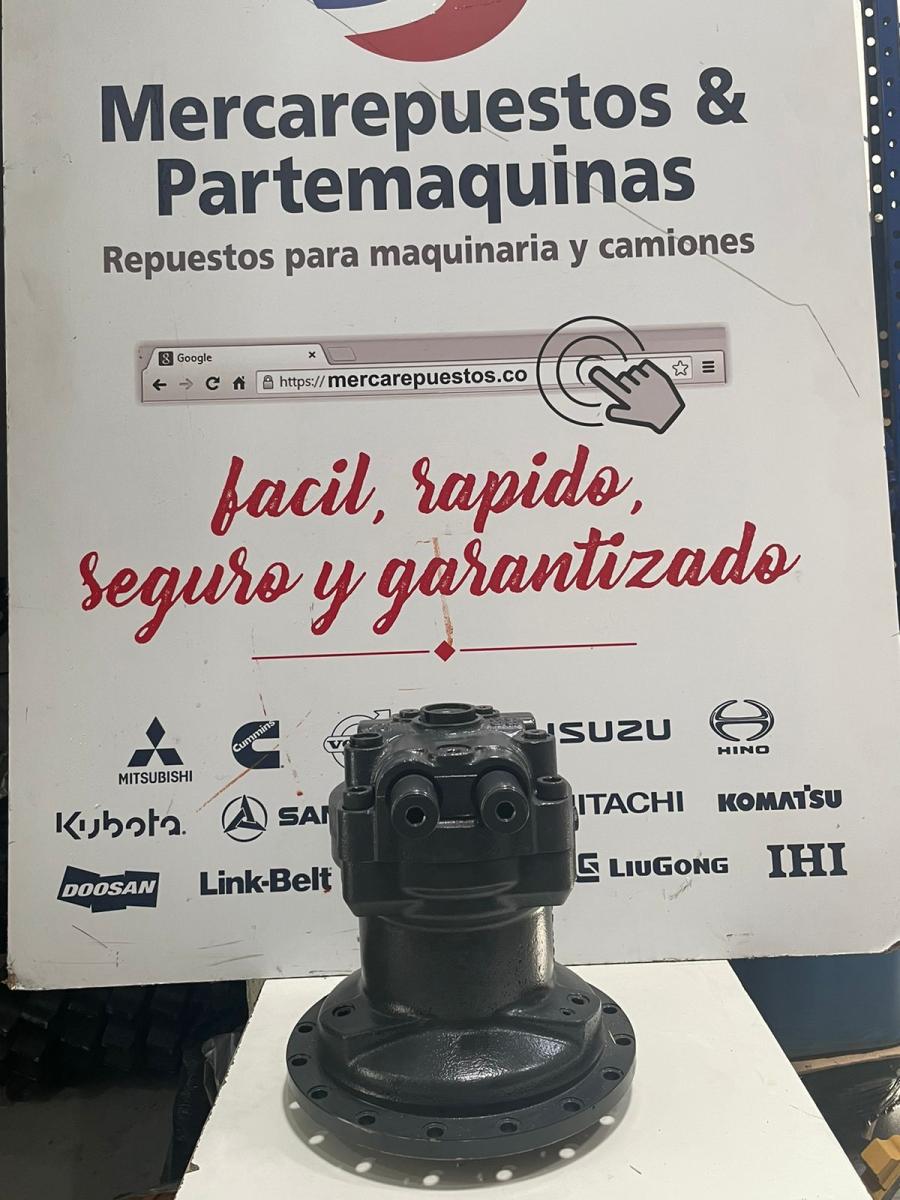 Mercarepuestos &
Partemaquinas
Repuestos para maquinaria y camiones
Google
https://mercarepuestos.co
facil, rapido,
seguro y garantizado
MITSUBISHI Cummins ISUZU HINO
Kubota. KOMATSU
DOOSAN Link-Belt LiuGong IHI